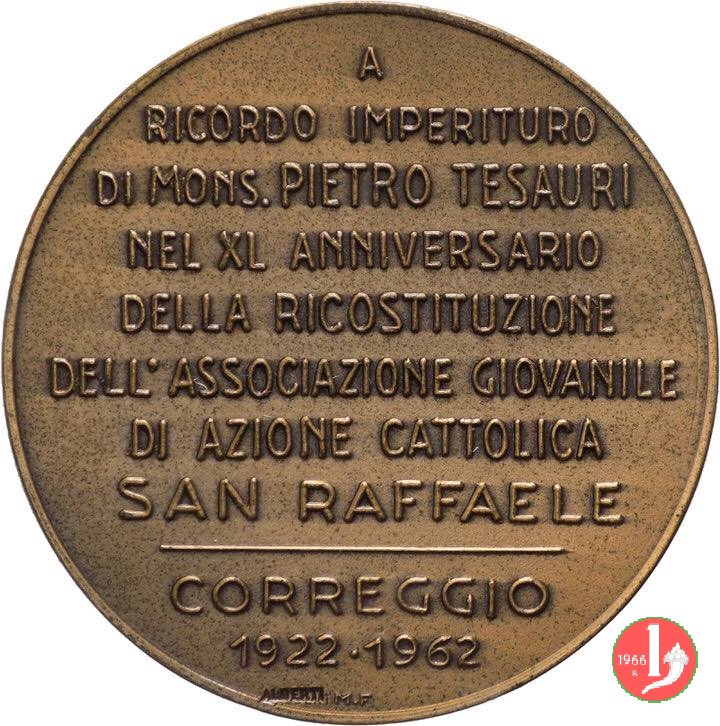 A
RICORDO IMPERITURO
DI MONS. PIETRO TESAURI
NEL XL ANNIVERSARIO
DELLA RICOSTITUZIONE
DELL'ASSOCIAZIONE GIOVANILE
DI AZIONE CATTOLICA
SAN RAFFAELE
CORREGGIO
1922·1962
M.F.
1966
R